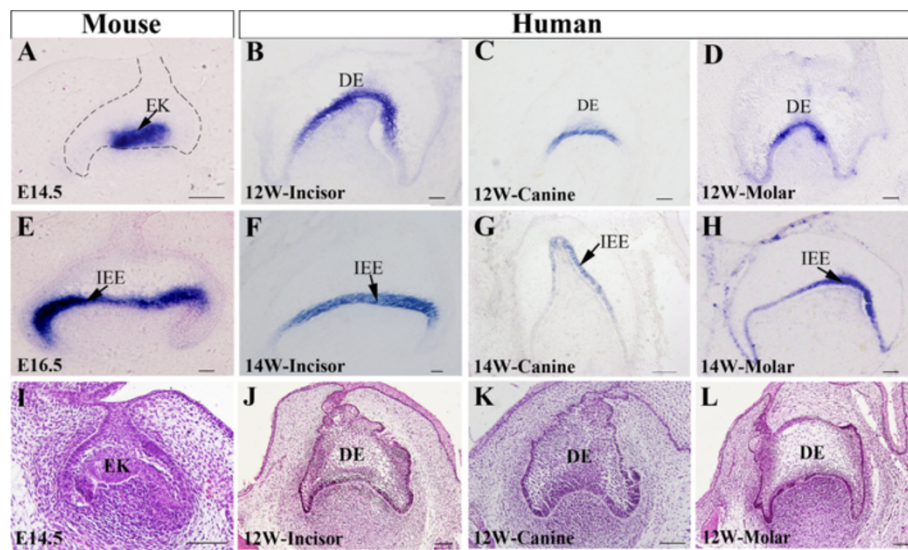 Mouse
Human
A
EK
E14.5
B
DE
12W-Incisor
C
DE
12W-Canine
D
DE
12W-Molar
E
IEE
E16.5
F
IEE
14W-Incisor
G
IEE
14W-Canine
H
IEE
14W-Molar
I
EK
E14.5
J
DE
12W-Incisor
K
DE
12W-Canine
L
DE
12W-Molar